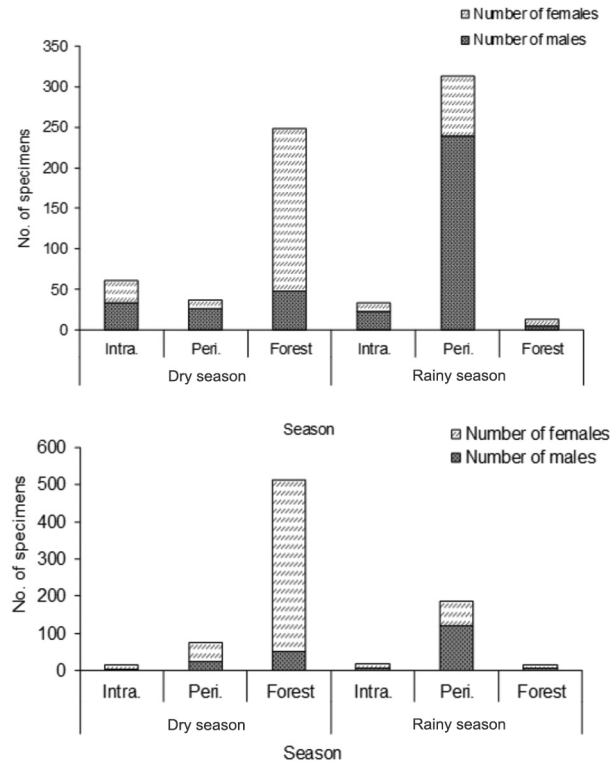 Number of females
Number of males
No. of specimens
350
300
250
200
150
100
50
0
Intra. Peri. Forest Intra. Peri. Forest
Dry season Rainy season
Season
Number of females
Number of males
No. of specimens
600
500
400
300
200
100
0
Intra. Peri. Forest Intra. Peri. Forest
Dry season Rainy season
Season